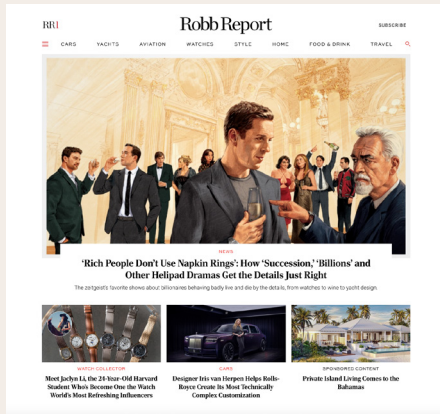 RR1
Robb Report
SUBSCRIBE
CARS
YACHTS
AVIATION
WATCHES
STYLE
HOME
FOOD & DRINK
TRAVEL
NEWS
‘Rich People Don’t Use Napkin Rings’: How ‘Succession,’ ‘Billions’ and
Other Helipad Dramas Get the Details Just Right
The zeitgeist’s favorite shows about billionaires behaving badly live and die by the details, from watches to wine to yacht design.
WATCH COLLECTOR
Meet Jaclyn Li, the 24-Year-Old Harvard
Student Who’s Become One the Watch
World’s Most Refreshing Influencers
CARS
Designer Iris van Herpen Helps Rolls-
Royce Create Its Most Technically
Complex Customization
SPONSORED CONTENT
Private Island Living Comes to the
Bahamas